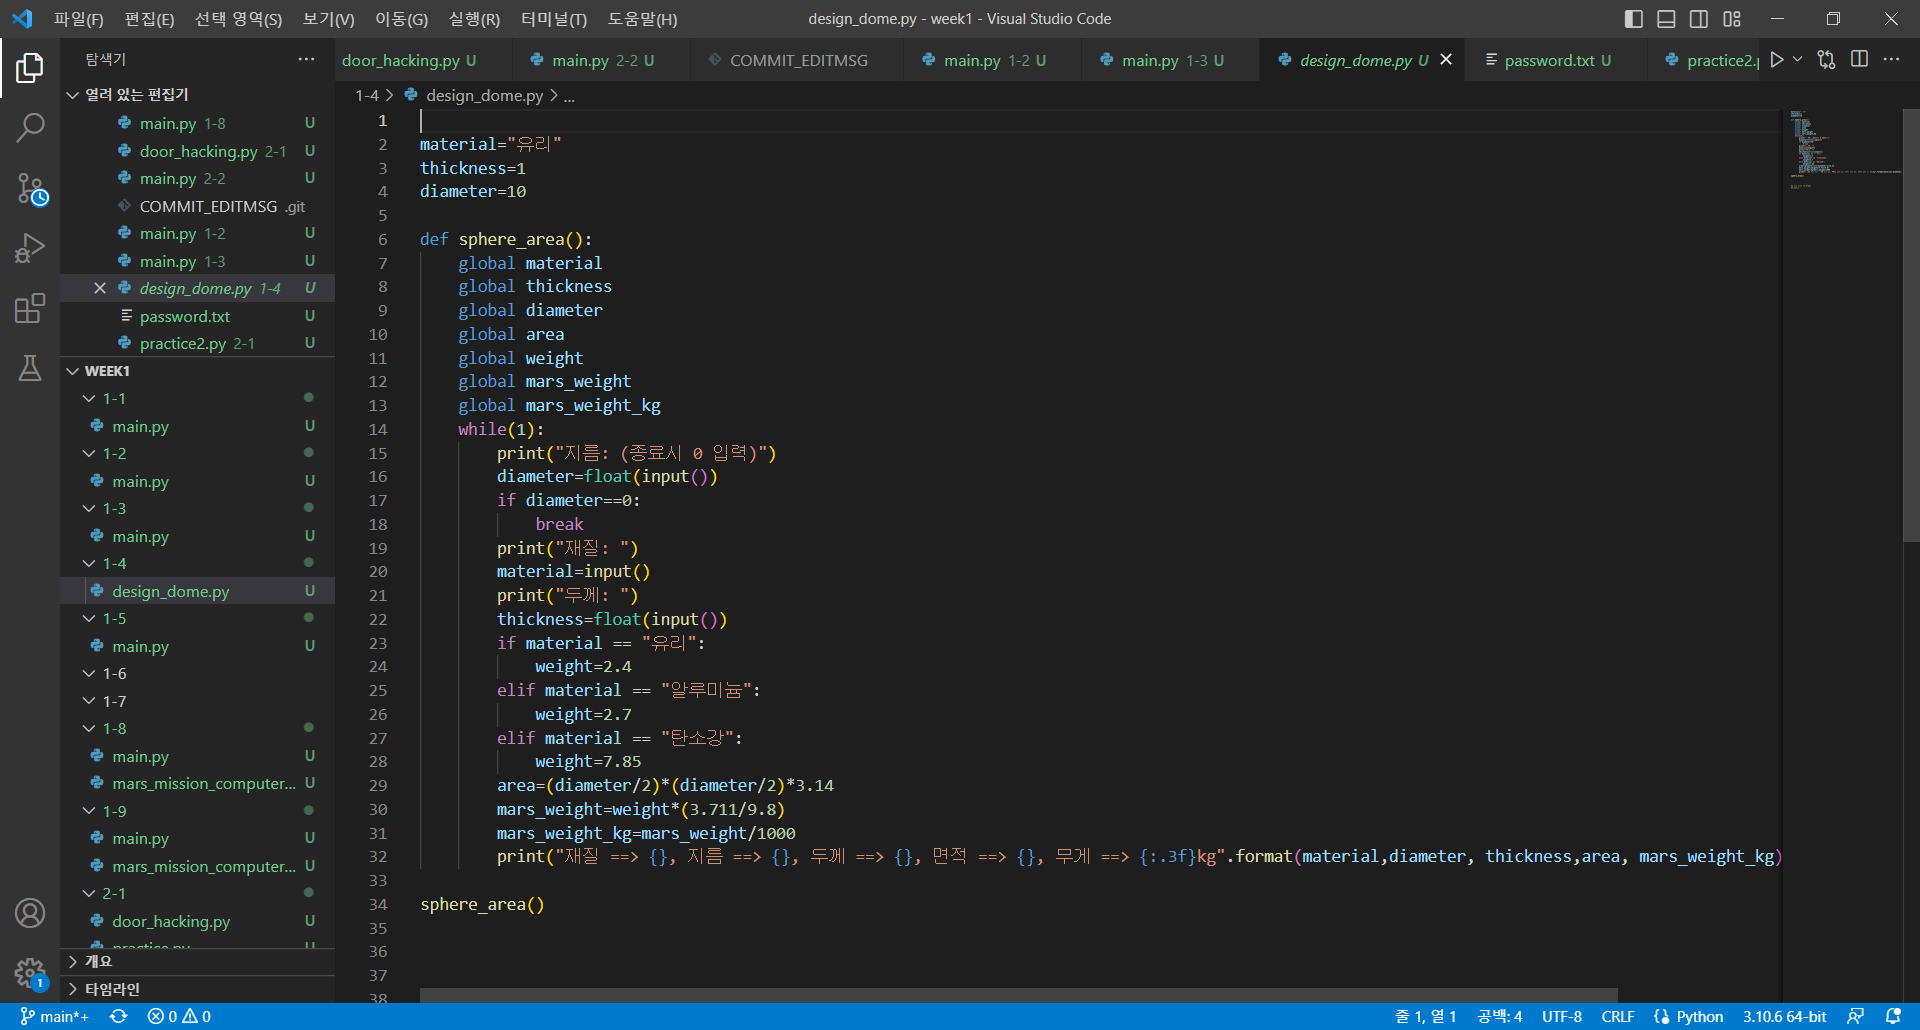 파일(F) 편집(E) 선택 영역(S) 보기(V) 이동(G) 실행(R) 터미널(T) 도움말(H) design_dome.py - week1 - Visual Studio Code
탐색기
door_hacking.py U main.py 2-2 U COMMIT_EDITMSG main.py 1-2 U main.py 1-3 U design_dome.py U password.txt U practice2.p
열려 있는 편집기
main.py 1-8 U
door_hacking.py 2-1 U
main.py 2-2 U
COMMIT_EDITMSG .git
main.py 1-2 U
main.py 1-3 U
design_dome.py 1-4 U
password.txt U
practice2.py 2-1 U
WEEK1
1-1
main.py U
1-2
main.py U
1-3
main.py U
1-4
design_dome.py U
1-5
main.py U
1-6
1-7
1-8
main.py U
mars_mission_computer... U
1-9
main.py U
mars_mission_computer... U
2-1
door_hacking.py U
practice.py U
개요
타임라인
1-4 > design_dome.py > ...
1
2 material="유리"
3 thickness=1
4 diameter=10
5
6 def sphere_area():
7 global material
8 global thickness
9 global diameter
10 global area
11 global weight
12 global mars_weight
13 global mars_weight_kg
14 while(1):
15 print("지름: (종료시 0 입력)")
16 diameter=float(input())
17 if diameter==0:
18 break
19 print("재질: ")
20 material=input()
21 print("두께: ")
22 thickness=float(input())
23 if material == "유리":
24 weight=2.4
25 elif material == "알루미늄":
26 weight=2.7
27 elif material == "탄소강":
28 weight=7.85
29 area=(diameter/2)*(diameter/2)*3.14
30 mars_weight=weight*(3.711/9.8)
31 mars_weight_kg=mars_weight/1000
32 print("재질 ==> {}, 지름 ==> {}, 두께 ==> {}, 면적 ==> {}, 무게 ==> {:.3f}kg".format(material,diameter, thickness,area, mars_weight_kg)
33
34 sphere_area()
35
36
37
38
main*+ 0 0 줄 1, 열 1 공백: 4 UTF-8 CRLF Python 3.10.6 64-bit
1